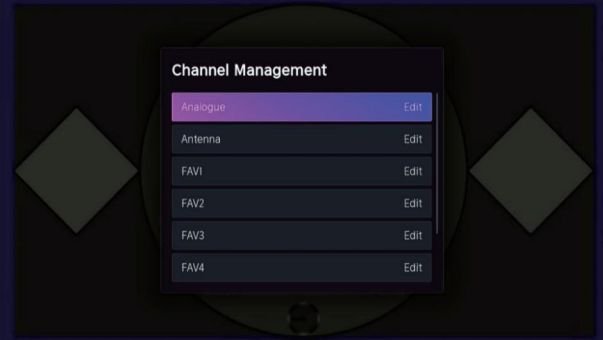 Channel Management
Analogue Edit
Antenna Edit
FAV1 Edit
FAV2 Edit
FAV3 Edit
FAV4 Edit